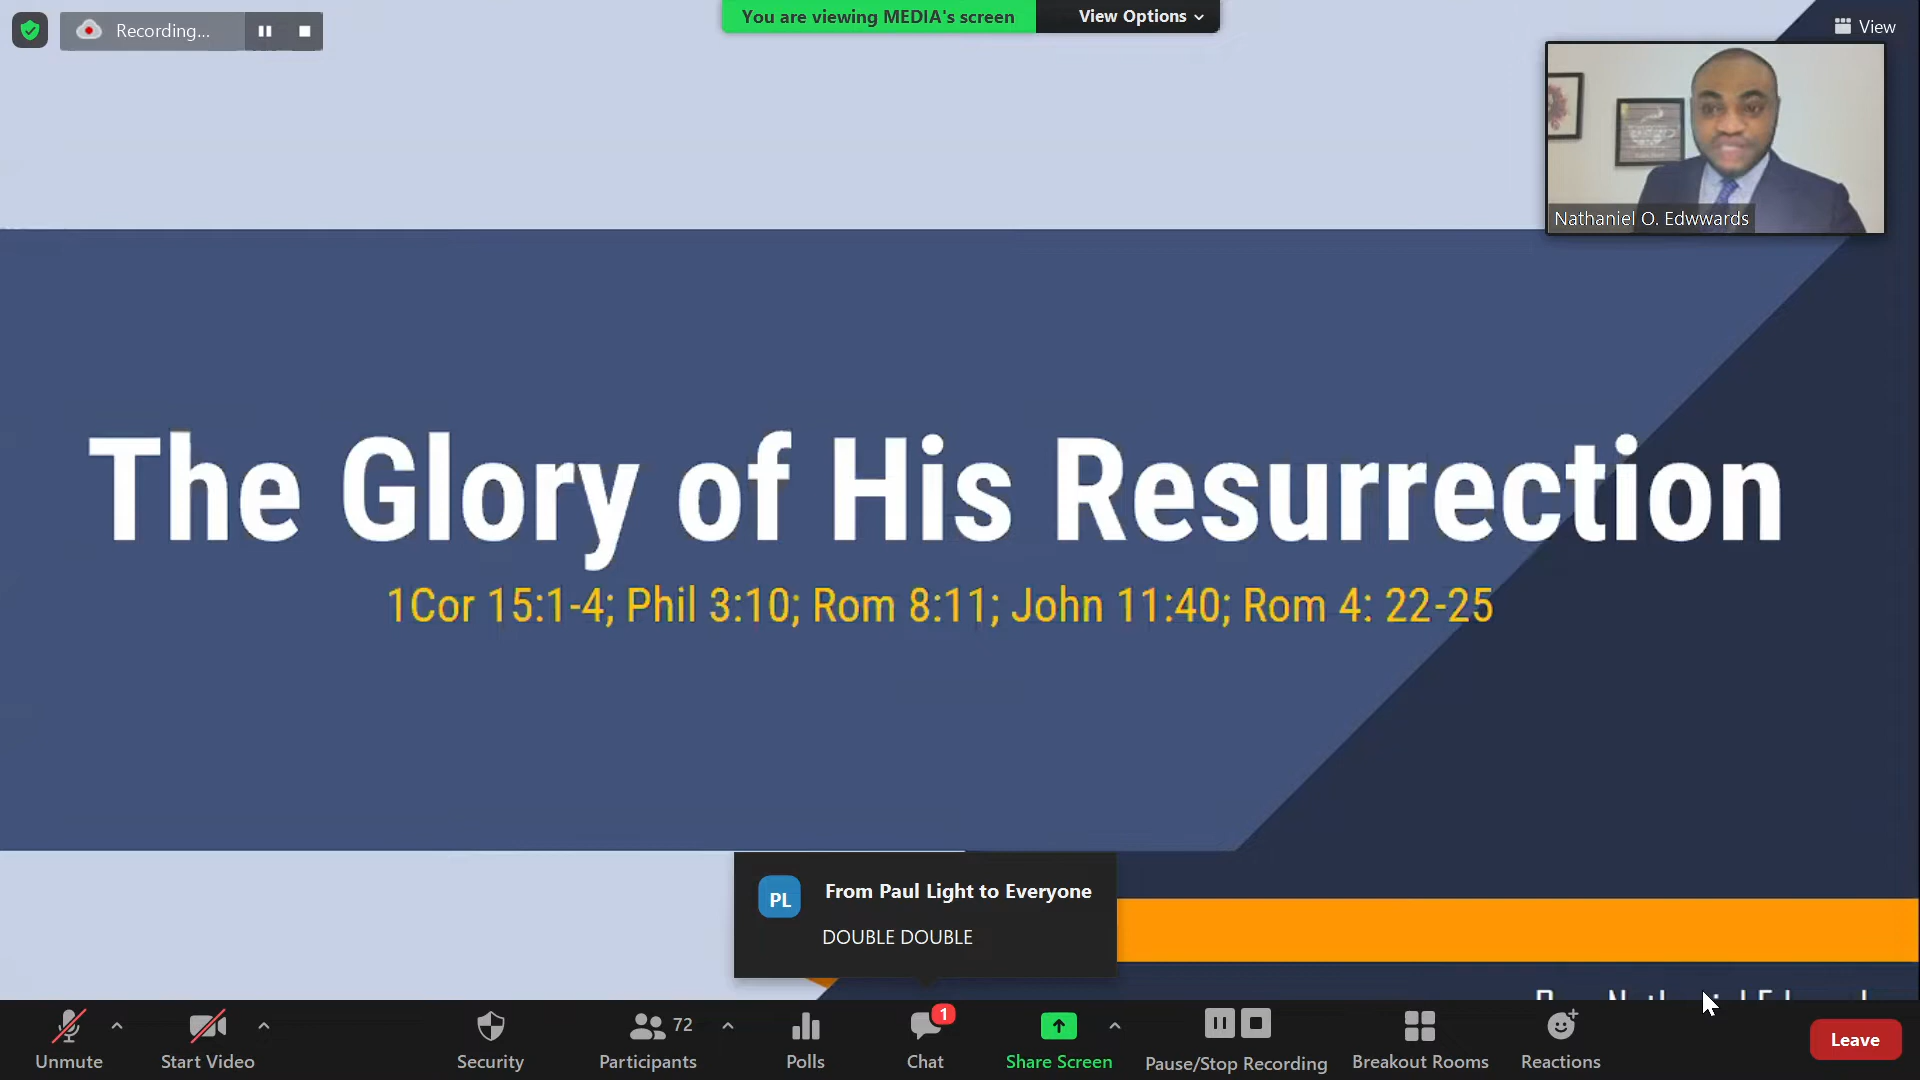 Recording...
You are viewing MEDIA's screen
View Options
View
Nathaniel O. Edwwards
The Glory of His Resurrection
1Cor 15:1-4; Phil 3:10; Rom 8:11; John 11:40; Rom 4: 22-25
PL
From Paul Light to Everyone
DOUBLE DOUBLE
Unmute
Start Video
Security
72
Participants
Polls
1
Chat
Share Screen
Pause/Stop Recording
Breakout Rooms
Reactions
Leave